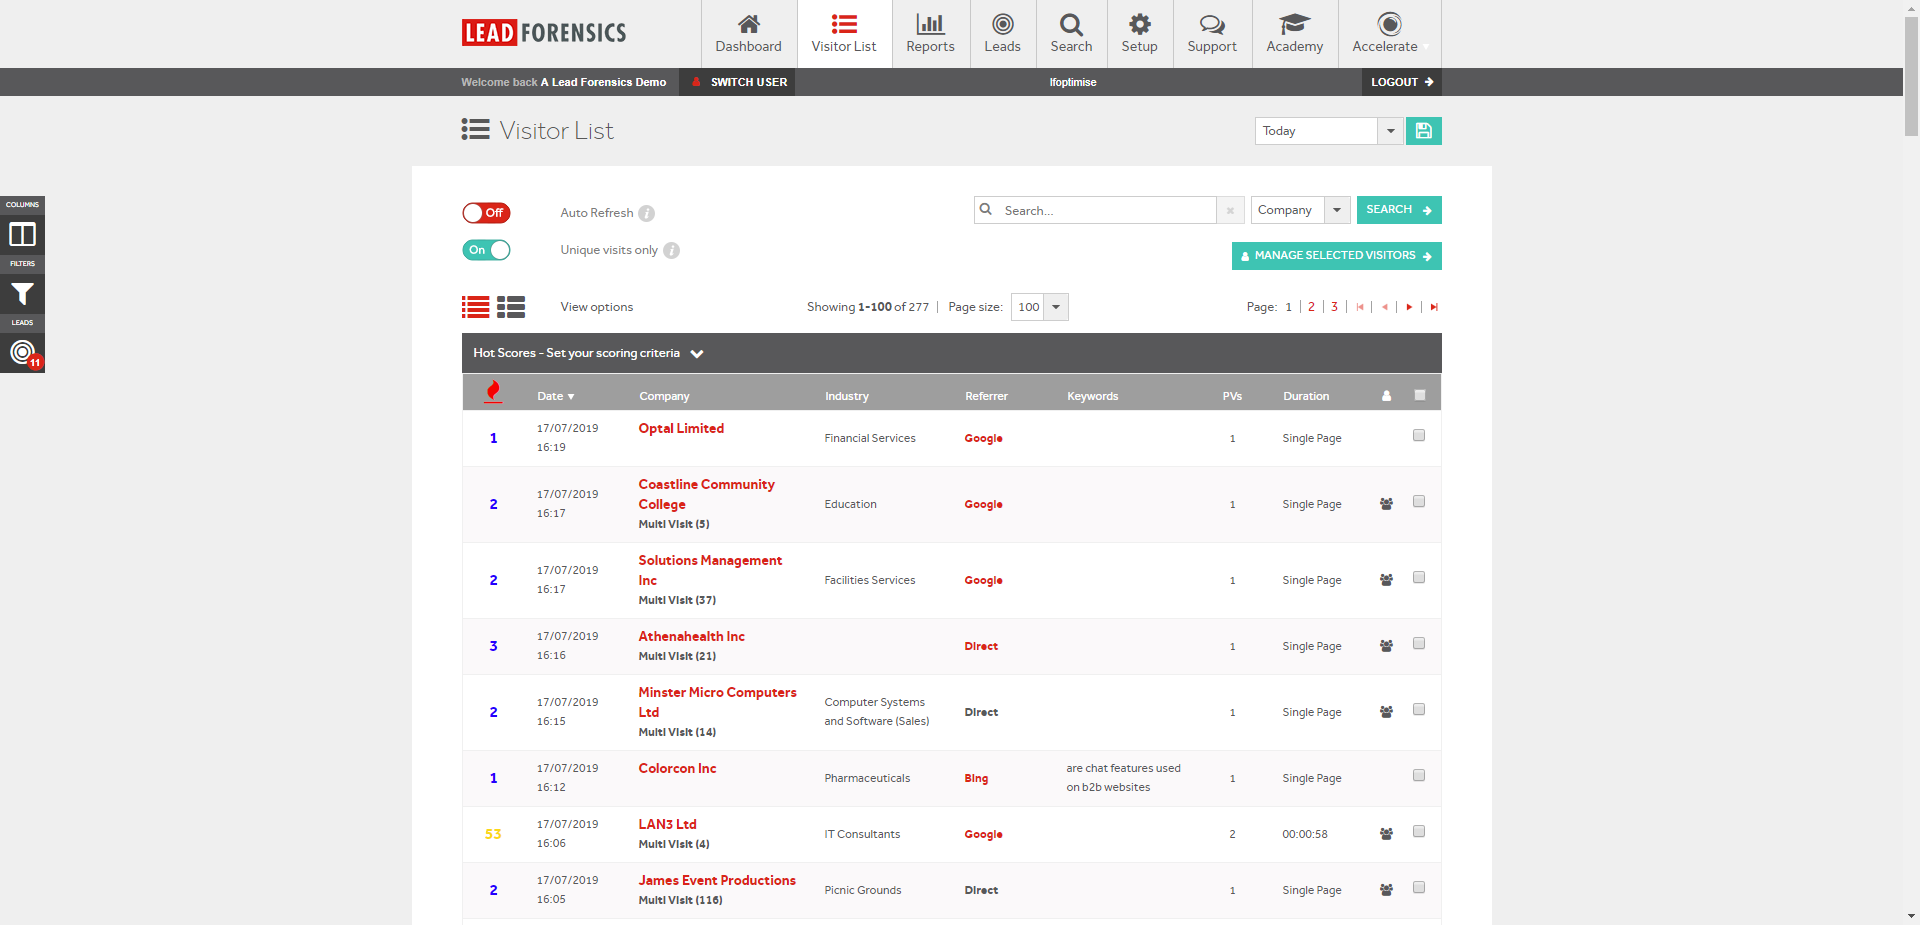 LEAD FORENSICS
Dashboard
Visitor List
Reports
Leads
Search
Setup
Support
Academy
Accelerate
Welcome back A Lead Forensics Demo
SWITCH USER
lfoptimise
LOGOUT
Visitor List
Today
COLUMNS
FILTERS
LEADS
11
Off
Auto Refresh i
Search...
Company
SEARCH
On
Unique visits only i
MANAGE SELECTED VISITORS
View options
Showing 1-100 of 277 | Page size: 100
Page: 1 | 2 | 3
Hot Scores - Set your scoring criteria
Date Company Industry Referrer Keywords PVs Duration
1 17/07/2019 16:19 Optal Limited Financial Services Google 1 Single Page
2 17/07/2019 16:17 Coastline Community College Multi Visit (5) Education Google 1 Single Page
2 17/07/2019 16:17 Solutions Management Inc Multi Visit (37) Facilities Services Google 1 Single Page
3 17/07/2019 16:16 Athenahealth Inc Multi Visit (21) Direct 1 Single Page
2 17/07/2019 16:15 Minster Micro Computers Ltd Multi Visit (14) Computer Systems and Software (Sales) Direct 1 Single Page
1 17/07/2019 16:12 Colorcon Inc Pharmaceuticals Bing are chat features used on b2b websites 1 Single Page
53 17/07/2019 16:06 LAN3 Ltd Multi Visit (4) IT Consultants Google 2 00:00:58
2 17/07/2019 16:05 James Event Productions Multi Visit (116) Picnic Grounds Direct 1 Single Page